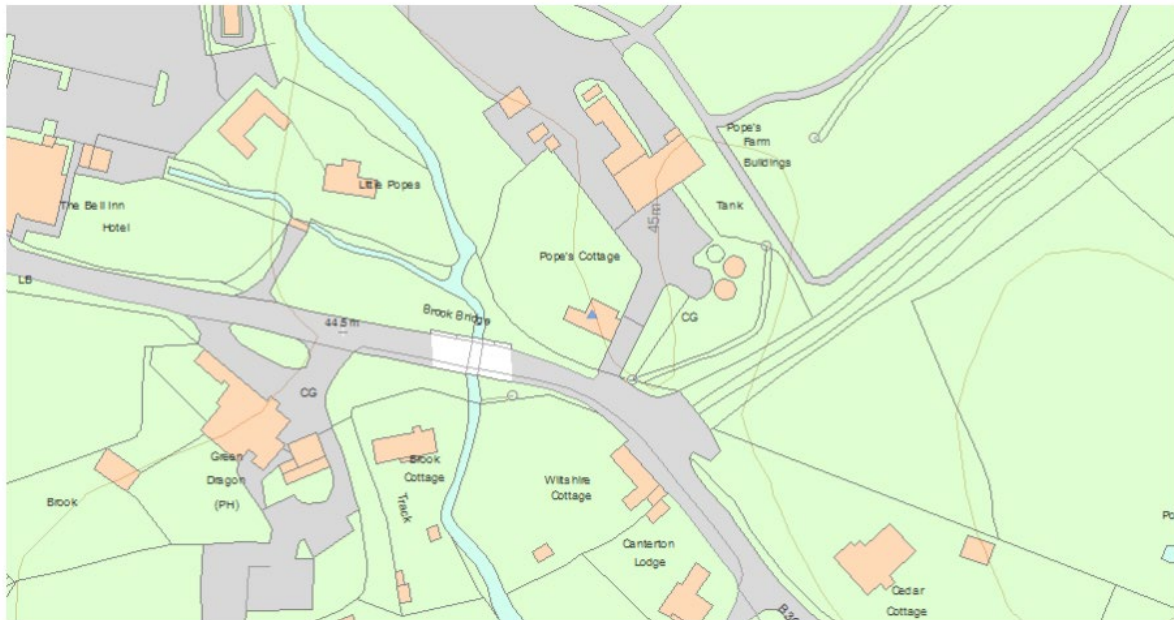 Pope's
Farm
Buildings
Little Popes
The Bell Inn
Hotel
Tank
45m
Pope's Cottage
LB
Brook Bridge
44.5m
CG
CG
Green
Dragon
(PH)
Brook
Cottage
Brook
Track
Wiltshire
Cottage
Canterton
Lodge
Cedar
Cottage